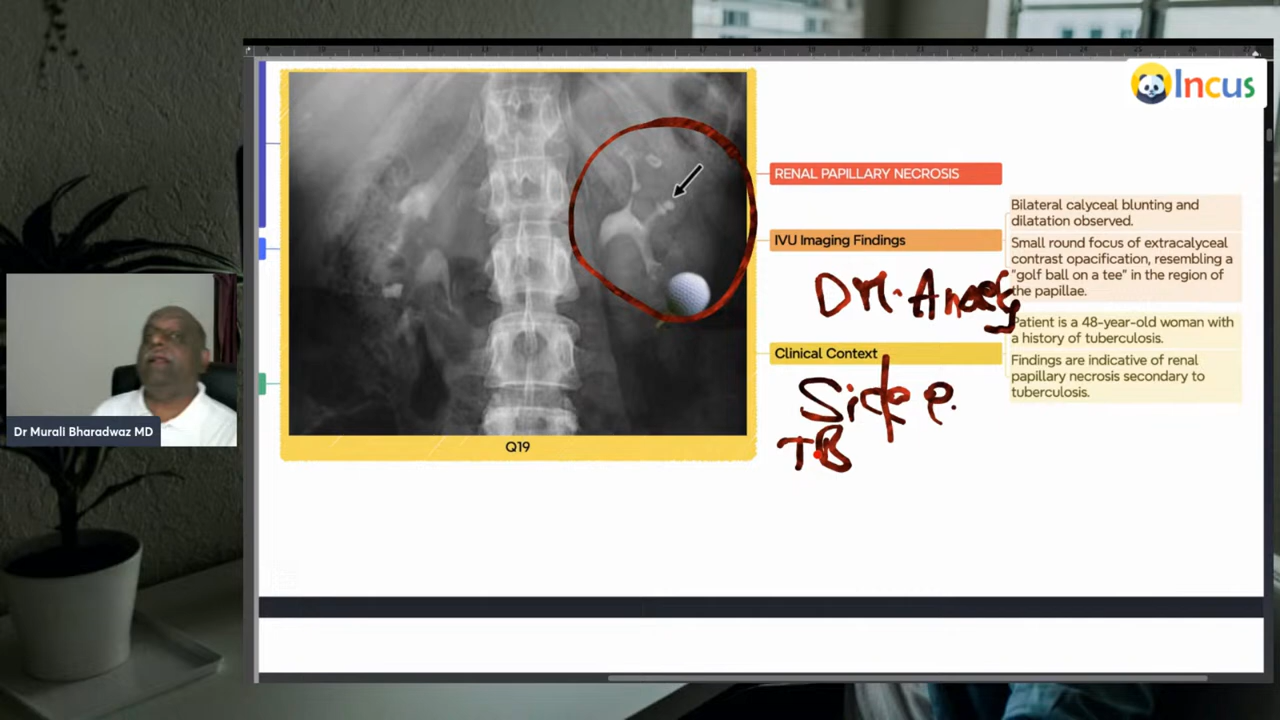 Incus
RENAL PAPILLARY NECROSIS
IVU Imaging Findings
Bilateral calyceal blunting and
dilatation observed.
Small round focus of extracalyceal
contrast opacification, resembling a
"golf ball on a tee" in the region of
the papillae.
DM. Analg
Clinical Context
Patient is a 48-year-old woman with
a history of tuberculosis.
Findings are indicative of renal
papillary necrosis secondary to
tuberculosis.
TB
Q19
Dr Murali Bharadwaz MD